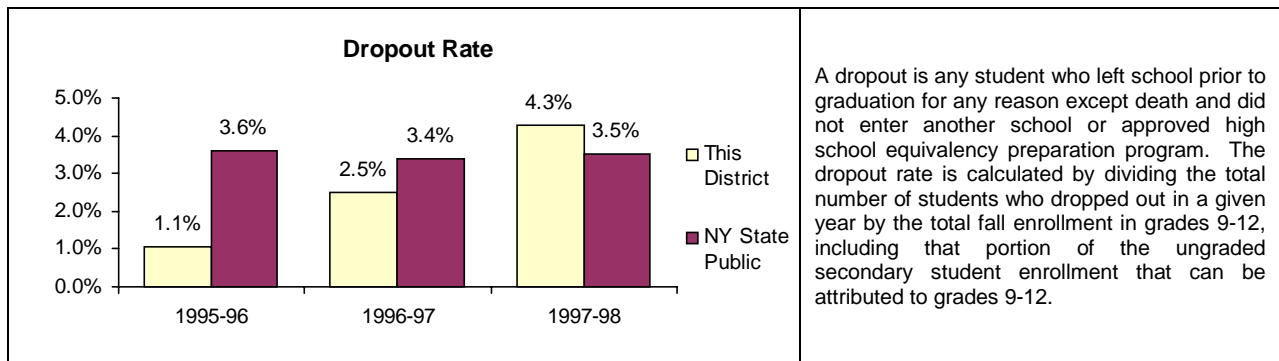 Dropout Rate
5.0%
4.0%
3.0%
2.0%
1.0%
0.0%
1.1%
3.6%
2.5%
3.4%
4.3%
3.5%
1995-96
1996-97
1997-98
This
District
NY State
Public
A dropout is any student who left school prior to
graduation for any reason except death and did
not enter another school or approved high
school equivalency preparation program. The
dropout rate is calculated by dividing the total
number of students who dropped out in a given
year by the total fall enrollment in grades 9-12,
including that portion of the ungraded
secondary student enrollment that can be
attributed to grades 9-12.